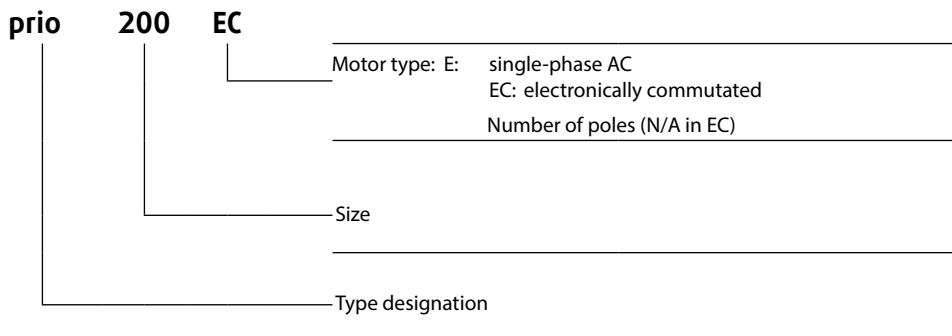 prio 200 EC
Motor type: E: single-phase AC
EC: electronically commutated
Number of poles (N/A in EC)
Size
Type designation